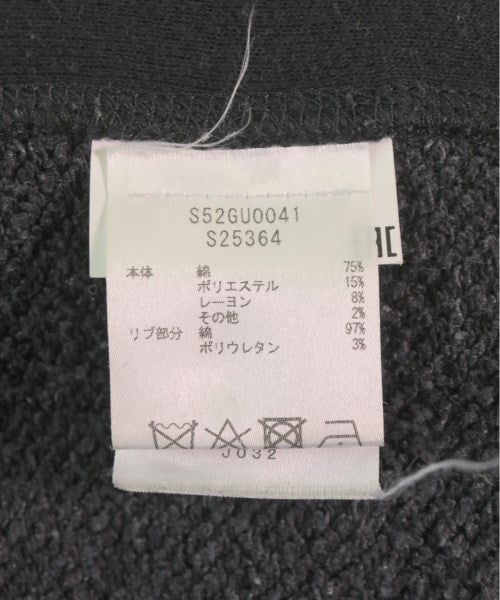 S52GU0041
S25364
本体 綿 75%
ポリエステル 15%
レーヨン 8%
その他 2%
リブ部分 綿 97%
ポリウレタン 3%
J032